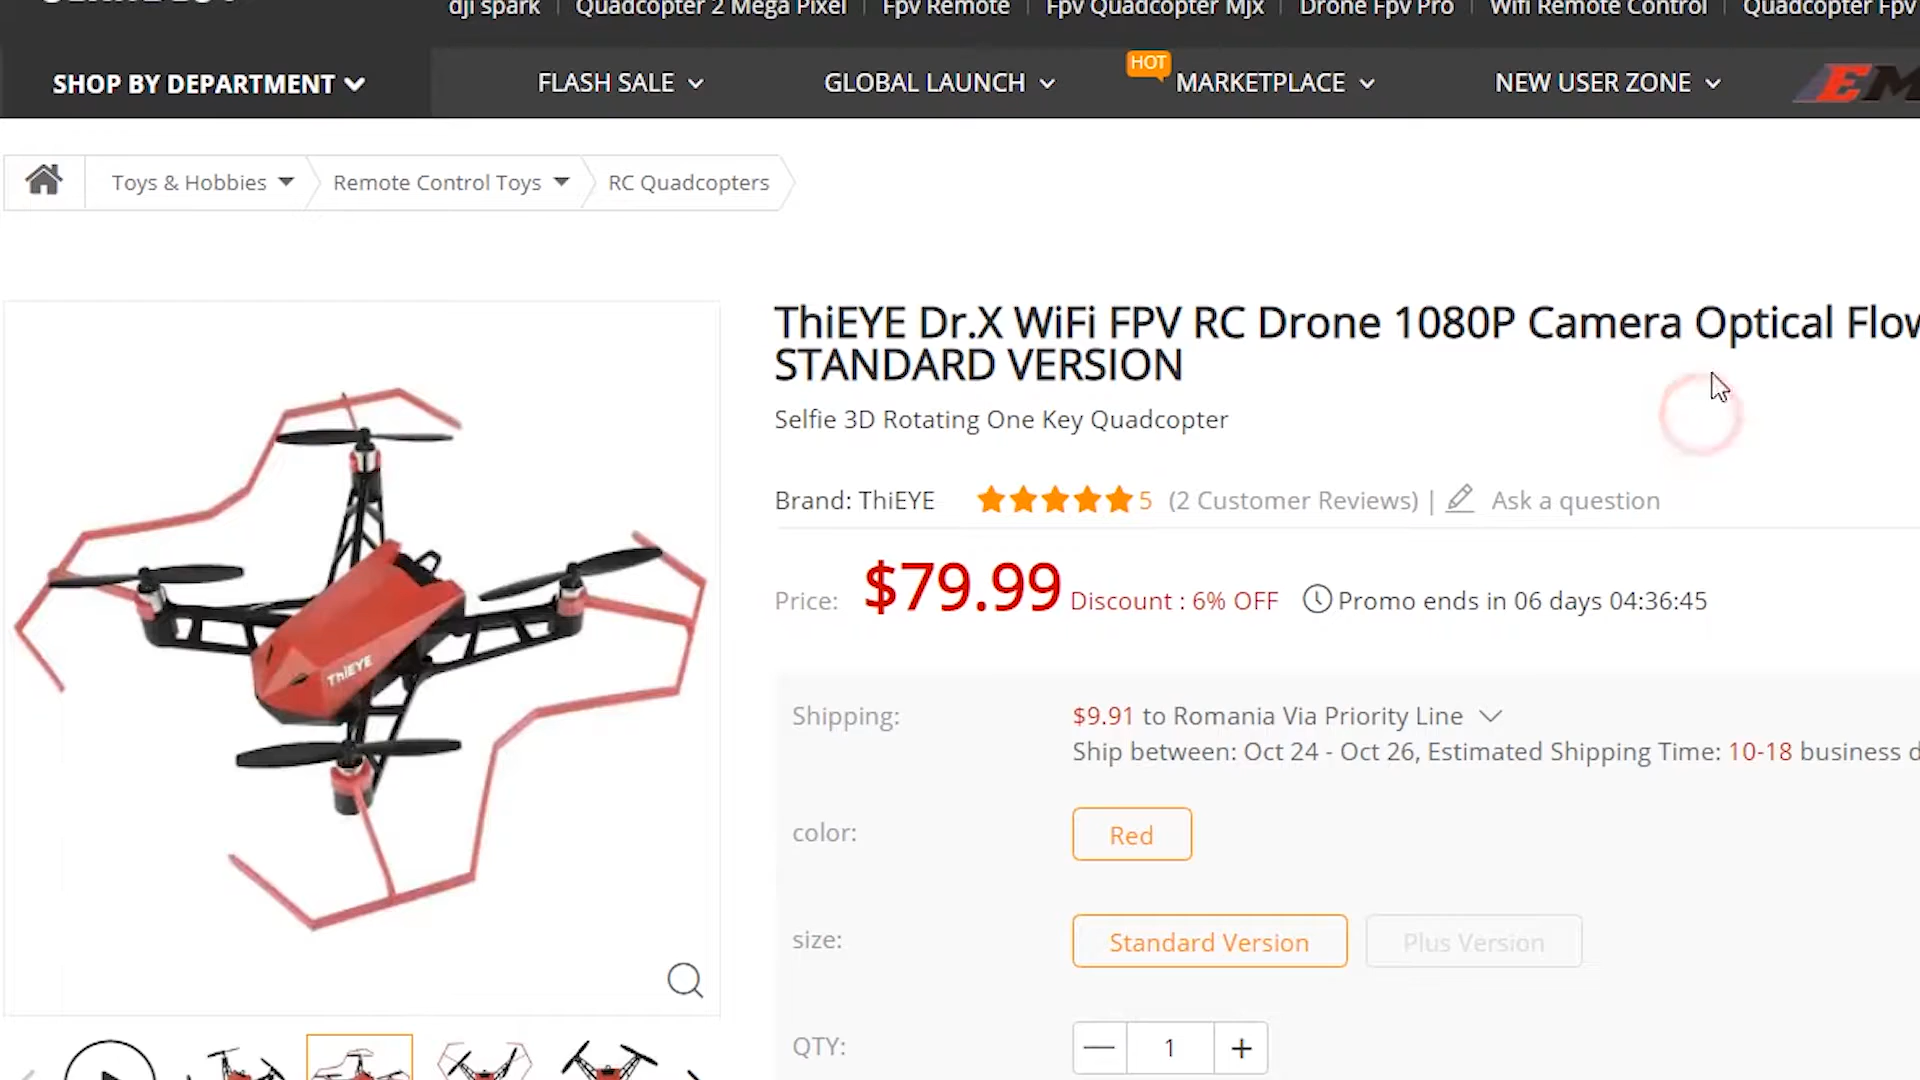 dji spark | Quadcopter 2 Mega Pixel | Fpv Remote | Fpv Quadcopter Mjx | Drone Fpv Pro | Wifi Remote Control | Quadcopter Fpv
SHOP BY DEPARTMENT
FLASH SALE
GLOBAL LAUNCH
HOT
MARKETPLACE
NEW USER ZONE
EM
Toys & Hobbies
Remote Control Toys
RC Quadcopters
ThiEYE Dr.X WiFi FPV RC Drone 1080P Camera Optical Flow
STANDARD VERSION
Selfie 3D Rotating One Key Quadcopter
Brand: ThiEYE 5 (2 Customer Reviews) | Ask a question
Price: $79.99 Discount : 6% OFF Promo ends in 06 days 04:36:45
ThiEYE
Shipping: $9.91 to Romania Via Priority Line
Ship between: Oct 24 - Oct 26, Estimated Shipping Time: 10-18 business d
color: Red
size: Standard Version Plus Version
QTY: 1